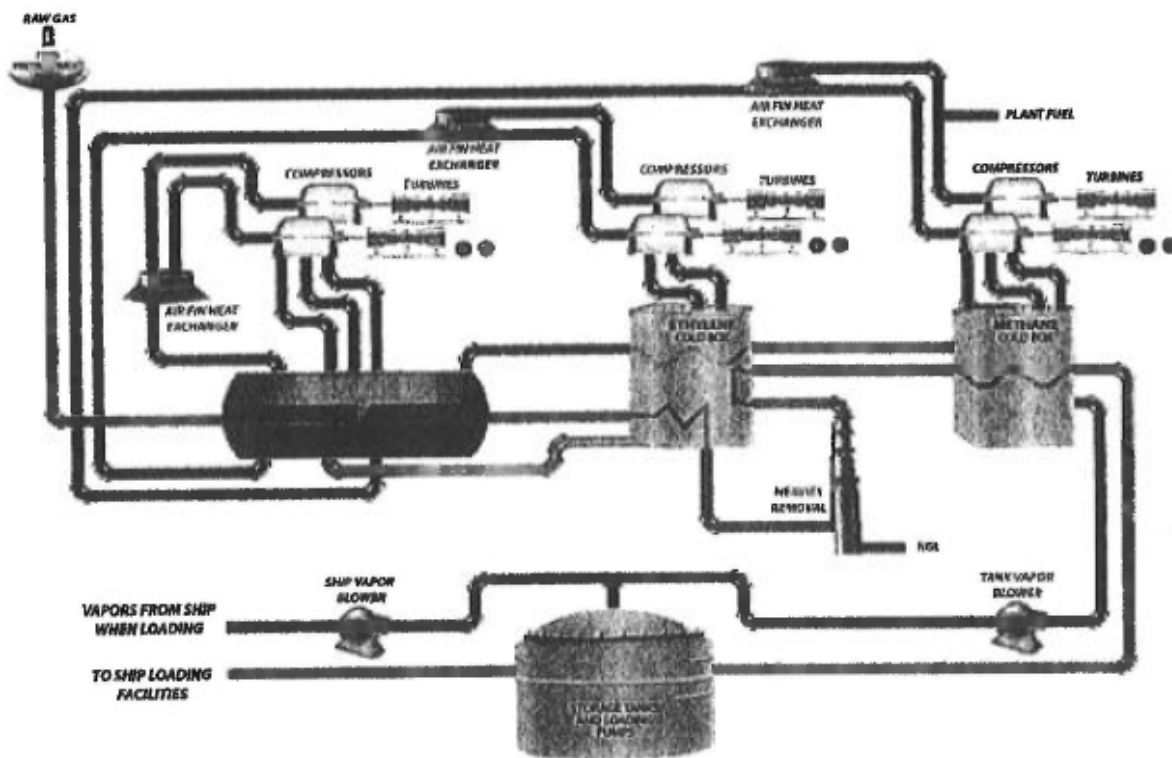 RAW GAS
AIR FIN HEAT
EXCHANGER
PLANT FUEL
AIR FIN HEAT
EXCHANGER
COMPRESSORS
TURBINES
COMPRESSORS
TURBINES
COMPRESSORS
TURBINES
AIR FIN HEAT
EXCHANGER
ETHYLENE
COLD BOX
METHANE
COLD BOX
HEAVIES
REMOVAL
NGL
SHIP VAPOR
BLOWER
TANK VAPOR
BLOWER
VAPORS FROM SHIP
WHEN LOADING
TO SHIP LOADING
FACILITIES
STORAGE TANKS
AND LOADING
PUMPS